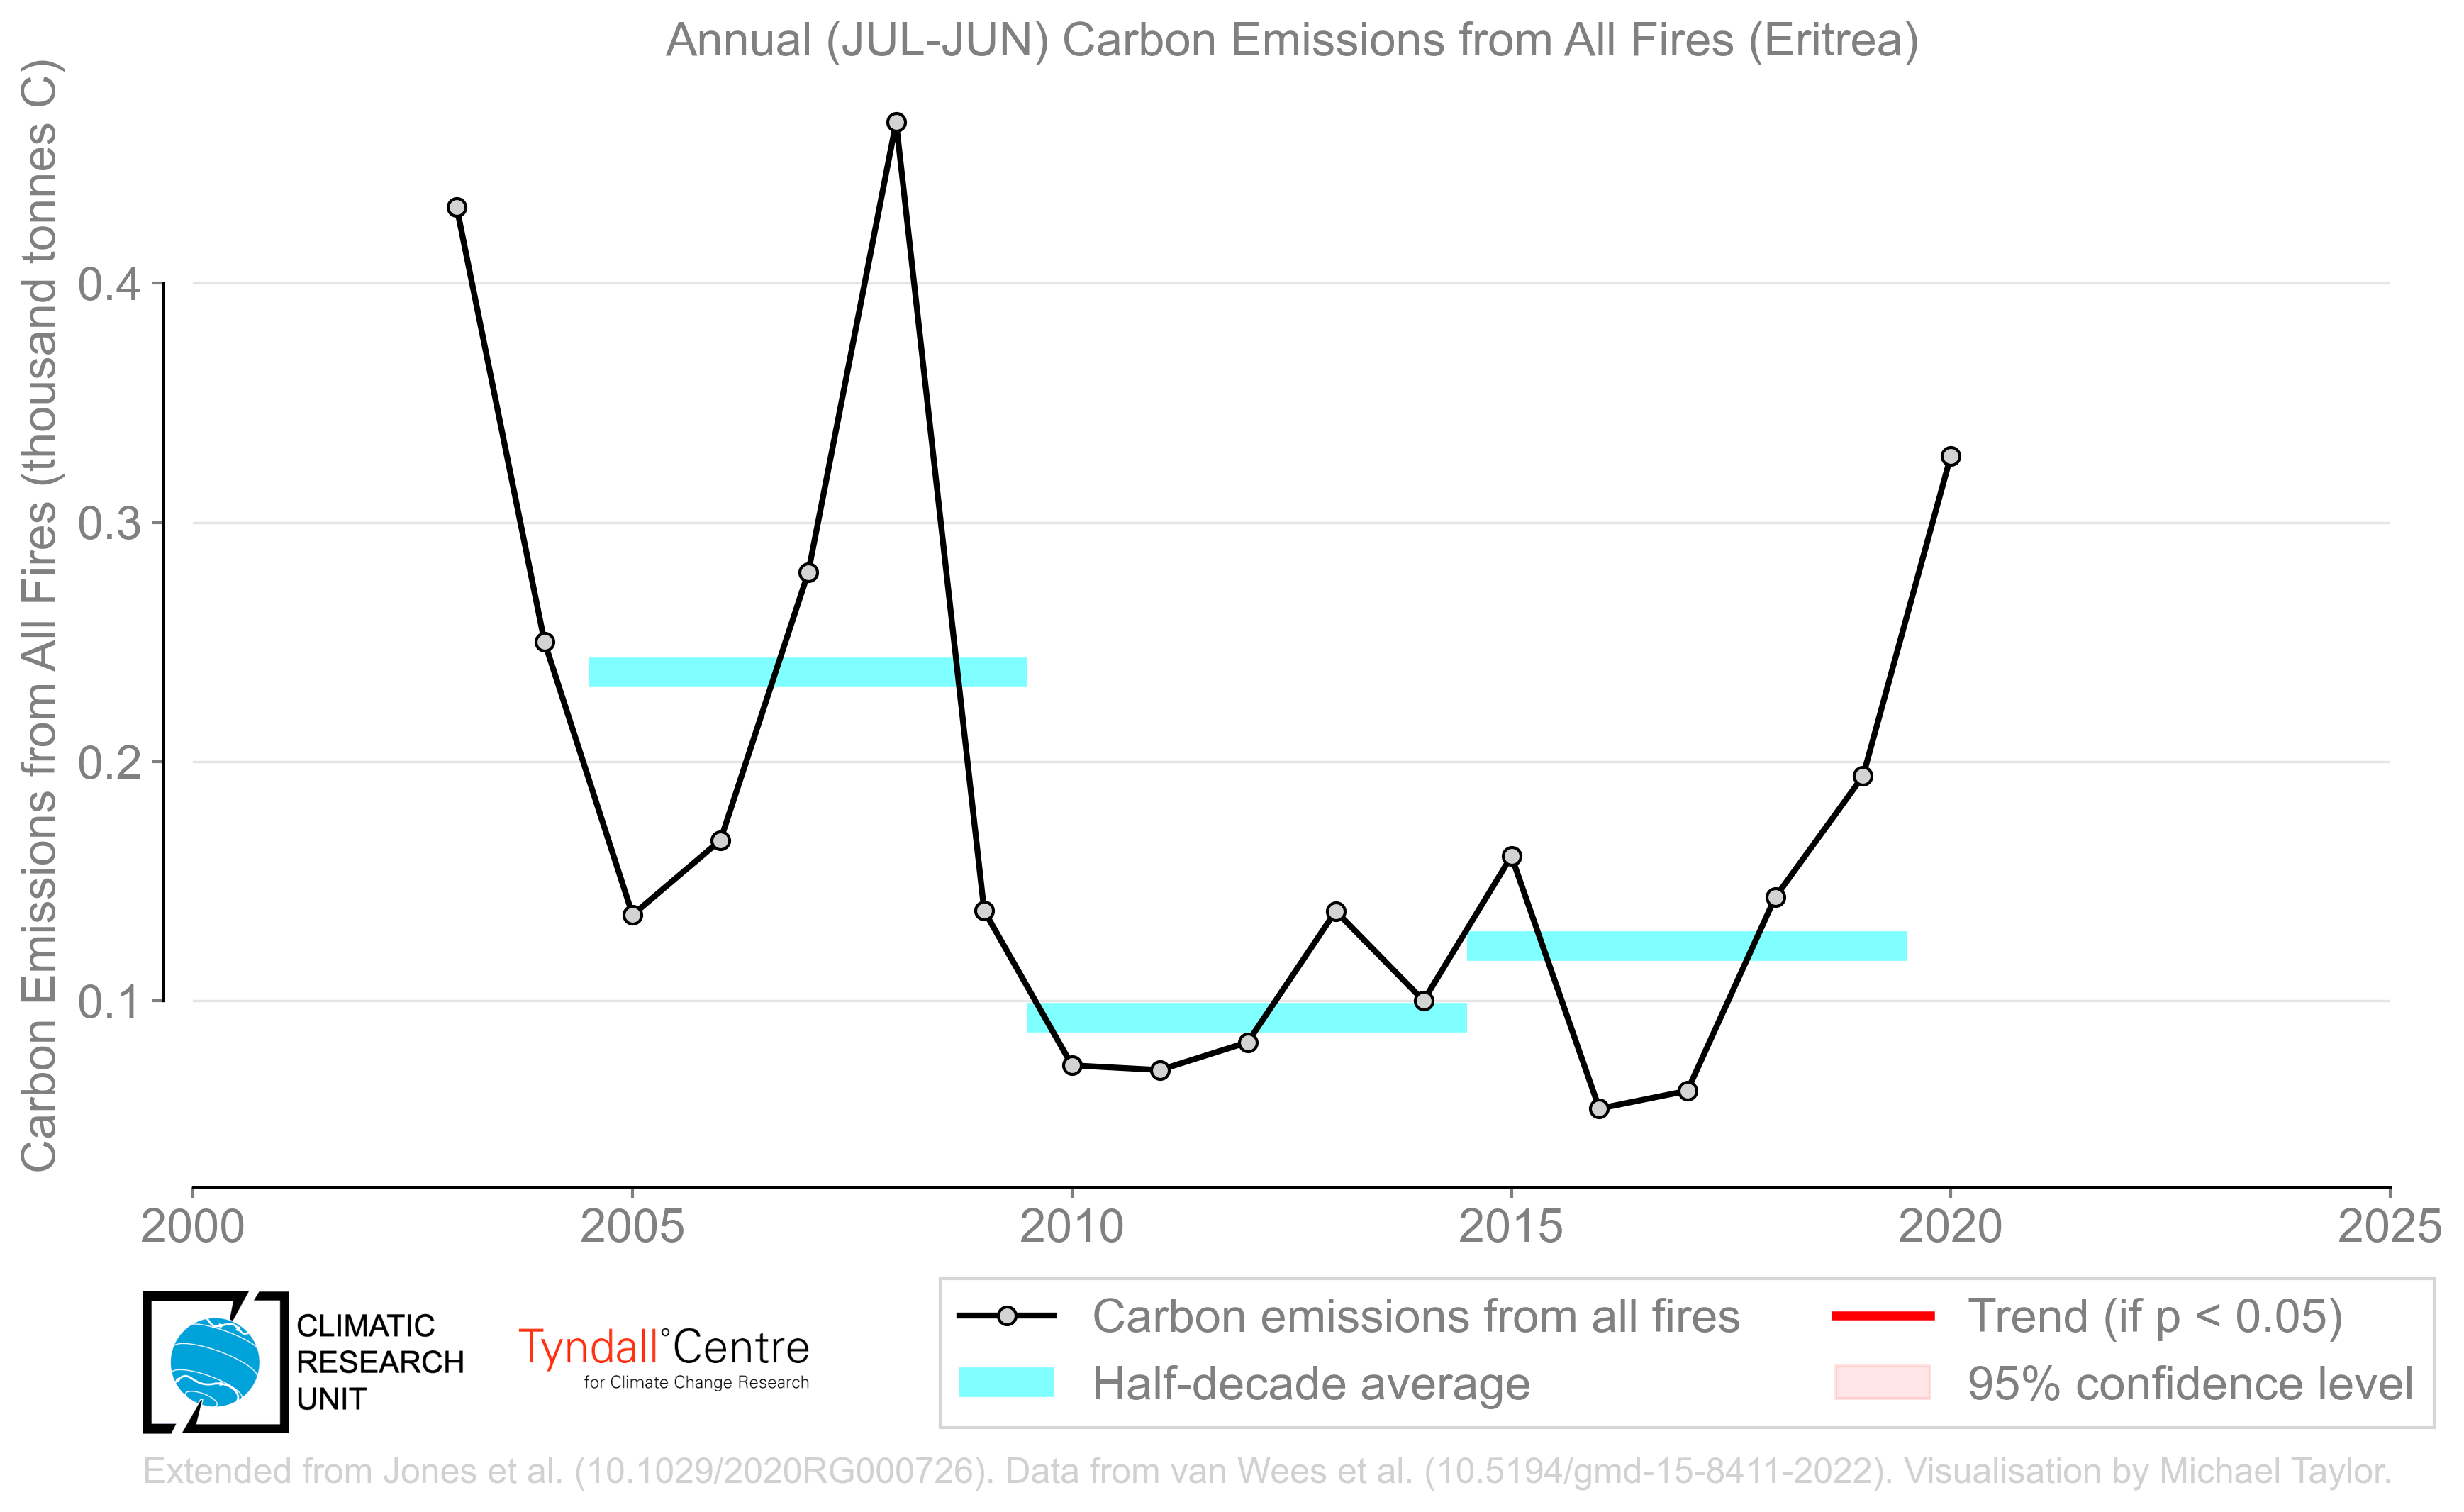 Annual (JUL-JUN) Carbon Emissions from All Fires (Eritrea)
Carbon Emissions from All Fires (thousand tonnes C)
0.4
0.3
0.2
0.1
2000 2005 2010 2015 2020 2025
CLIMATIC
RESEARCH
UNIT
Tyndall°Centre
for Climate Change Research
Carbon emissions from all fires
Half-decade average
Trend (if p < 0.05)
95% confidence level
Extended from Jones et al. (10.1029/2020RG000726). Data from van Wees et al. (10.5194/gmd-15-8411-2022). Visualisation by Michael Taylor.